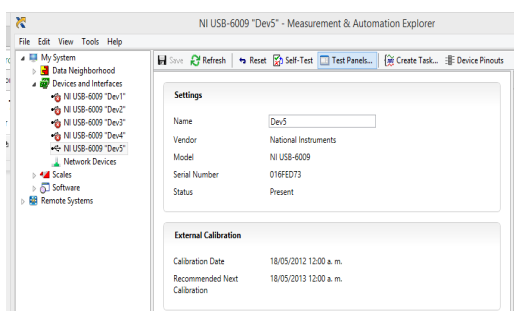 NI USB-6009 "Dev5" - Measurement & Automation Explorer
File Edit View Tools Help
My System
Data Neighborhood
Devices and Interfaces
NI USB-6009 "Dev1"
NI USB-6009 "Dev2"
NI USB-6009 "Dev3"
NI USB-6009 "Dev4"
NI USB-6009 "Dev5"
Network Devices
Scales
Software
Remote Systems
Save Refresh Reset Self-Test Test Panels... Create Task... Device Pinouts
Settings
Name Dev5
Vendor National Instruments
Model NI USB-6009
Serial Number 016FED73
Status Present
External Calibration
Calibration Date 18/05/2012 12:00 a. m.
Recommended Next Calibration 18/05/2013 12:00 a. m.